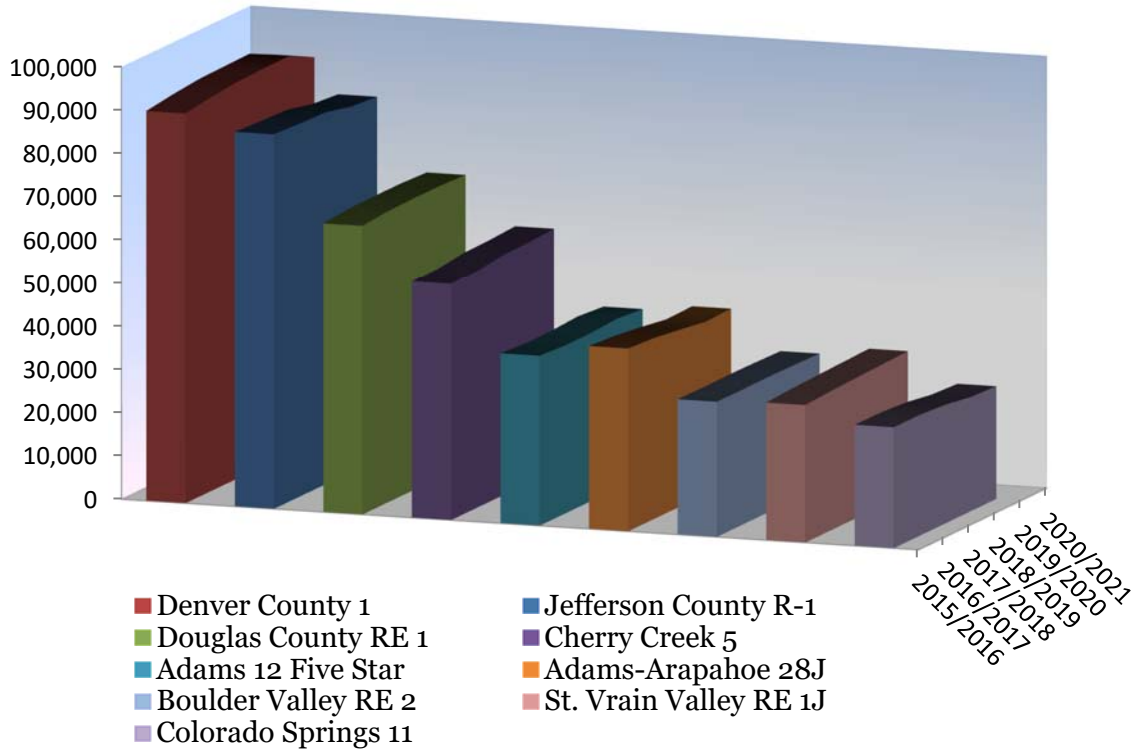 100,000
90,000
80,000
70,000
60,000
50,000
40,000
30,000
20,000
10,000
0
2020/2021
2019/2020
2018/2019
2017/2018
2016/2017
2015/2016
Denver County 1
Jefferson County R-1
Douglas County RE 1
Cherry Creek 5
Adams 12 Five Star
Adams-Arapahoe 28J
Boulder Valley RE 2
St. Vrain Valley RE 1J
Colorado Springs 11